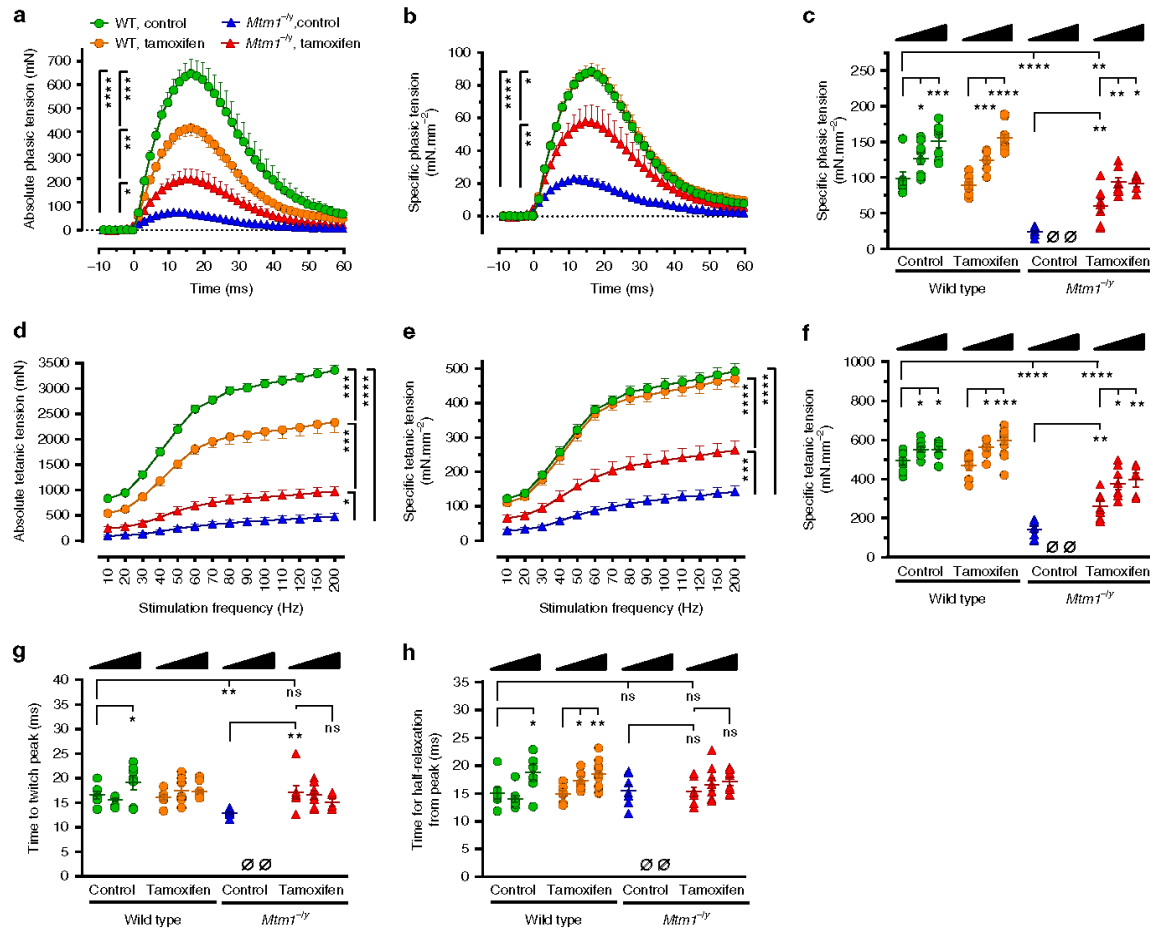 a
WT, control
Mtm1−/y,control
WT, tamoxifen
Mtm1−/y, tamoxifen
Absolute phasic tension (mN)
700
600
500
400
300
200
100
0
****
***
**
*
−10
0
10
20
30
40
50
60
Time (ms)
b
Specific phasic tension
(mN.mm−2)
100
80
60
40
20
0
****
*
**
−10
0
10
20
30
40
50
60
Time (ms)
c
Specific phasic tension
(mN.mm−2)
250
200
150
100
50
0
****
**
*
***
***
****
**
*
**
∅ ∅
Control
Tamoxifen
Control
Tamoxifen
Wild type
Mtm1−/y
d
Absolute tetanic tension (mN)
3500
3000
2500
2000
1500
1000
500
0
***
****
***
*
10
20
30
40
50
60
70
80
90
100
110
120
150
200
Stimulation frequency (Hz)
e
Specific tetanic tension
(mN.mm−2)
500
400
300
200
100
0
****
****
***
10
20
30
40
50
60
70
80
90
100
110
120
150
200
Stimulation frequency (Hz)
f
Specific tetanic tension
(mN.mm−2)
1000
800
600
400
200
0
****
****
*
*
*
****
*
**
**
∅ ∅
Control
Tamoxifen
Control
Tamoxifen
Wild type
Mtm1−/y
g
Time to twitch peak (ms)
40
35
30
25
20
15
10
5
0
**
ns
*
ns
**
∅ ∅
Control
Tamoxifen
Control
Tamoxifen
Wild type
Mtm1−/y
h
Time for half-relaxation
from peak (ms)
35
30
25
20
15
10
5
0
ns
ns
*
*
**
ns
ns
∅ ∅
Control
Tamoxifen
Control
Tamoxifen
Wild type
Mtm1−/y